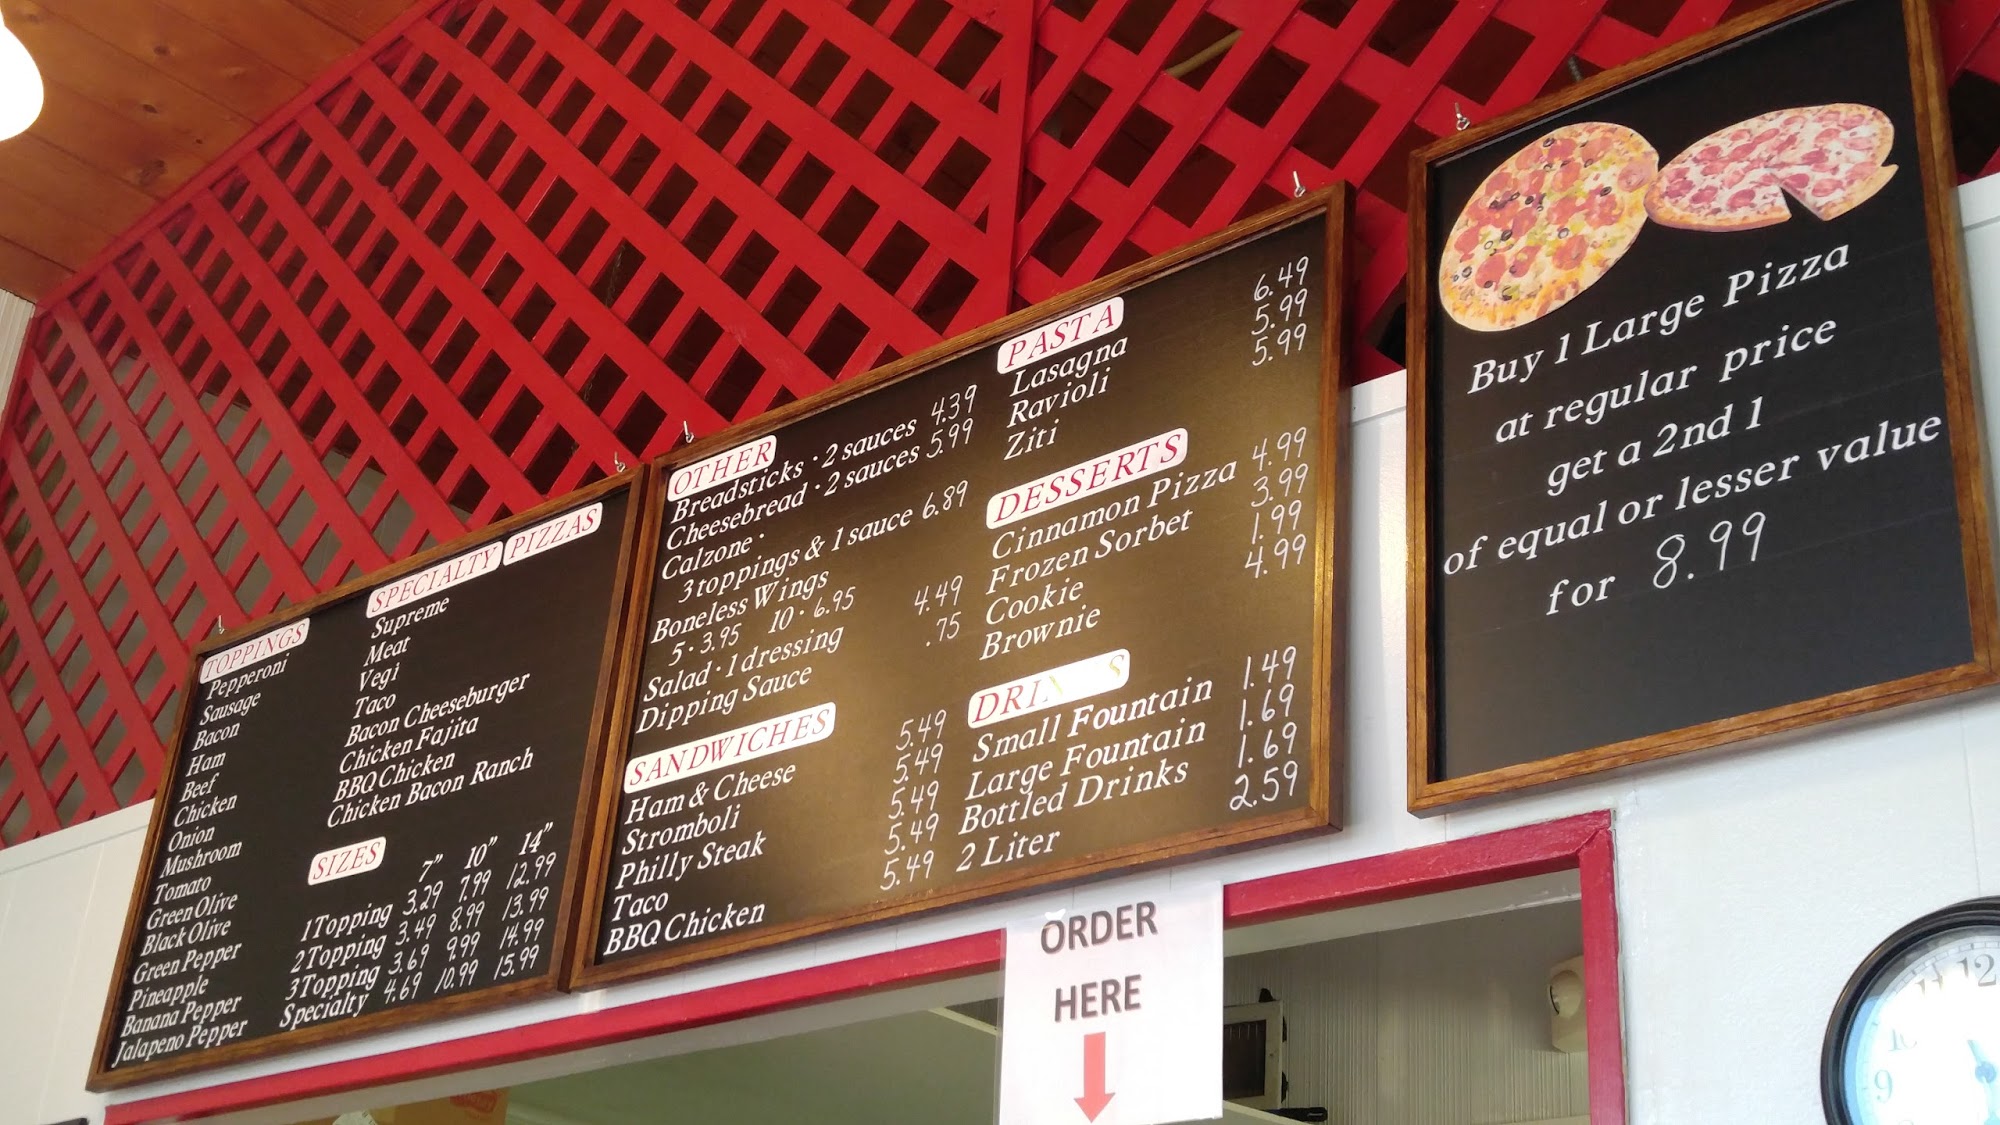 TOPPINGS
Pepperoni
Sausage
Bacon
Ham
Beef
Chicken
Onion
Mushroom
Tomato
Green Olive
Black Olive
Green Pepper
Pineapple
Banana Pepper
Jalapeno Pepper
SPECIALTY PIZZAS
Supreme
Meat
Vegi
Taco
Bacon Cheeseburger
Chicken Fajita
BBQ Chicken
Chicken Bacon Ranch
SIZES
7" 10" 14"
1 Topping 3.29 7.99 12.99
2 Topping 3.49 8.99 13.99
3 Topping 3.69 9.99 14.99
Specialty 4.69 10.99 15.99
OTHER
Breadsticks · 2 sauces 4.39
Cheesebread · 2 sauces 5.99
Calzone ·
3 toppings & 1 sauce 6.89
Boneless Wings
5 · 3.95 10 · 6.95
Salad · 1 dressing 4.49
Dipping Sauce .75
SANDWICHES
Ham & Cheese 5.49
Stromboli 5.49
Philly Steak 5.49
Taco 5.49
BBQ Chicken 5.49
PASTA
Lasagna 6.49
Ravioli 5.99
Ziti 5.99
DESSERTS
Cinnamon Pizza 4.99
Frozen Sorbet 3.99
Cookie 1.99
Brownie 4.99
DRI S
Small Fountain 1.49
Large Fountain 1.69
Bottled Drinks 1.69
2 Liter 2.59
Buy 1 Large Pizza
at regular price
get a 2nd 1
of equal or lesser value
for 8.99
ORDER
HERE
12
11
10
9